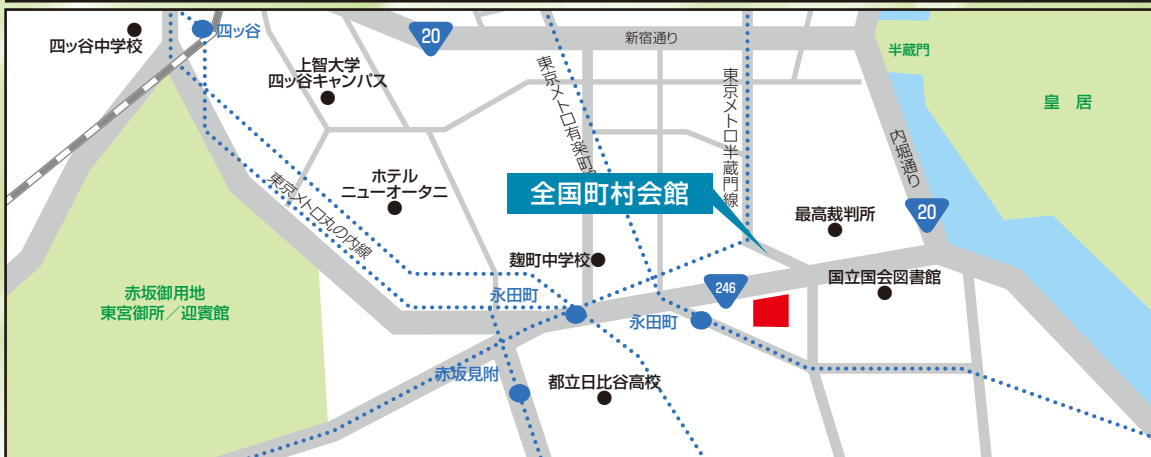 四ッ谷中学校
四ッ谷
20
新宿通り
半蔵門
皇 居
上智大学
四ッ谷キャンパス
東京メトロ有楽町
東京メトロ半蔵門線
内堀通り
ホテル
ニューオータニ
全国町村会館
最高裁判所
20
東京メトロ丸の内線
麹町中学校
国立国会図書館
246
赤坂御用地
東宮御所／迎賓館
永田町
永田町
赤坂見附
都立日比谷高校